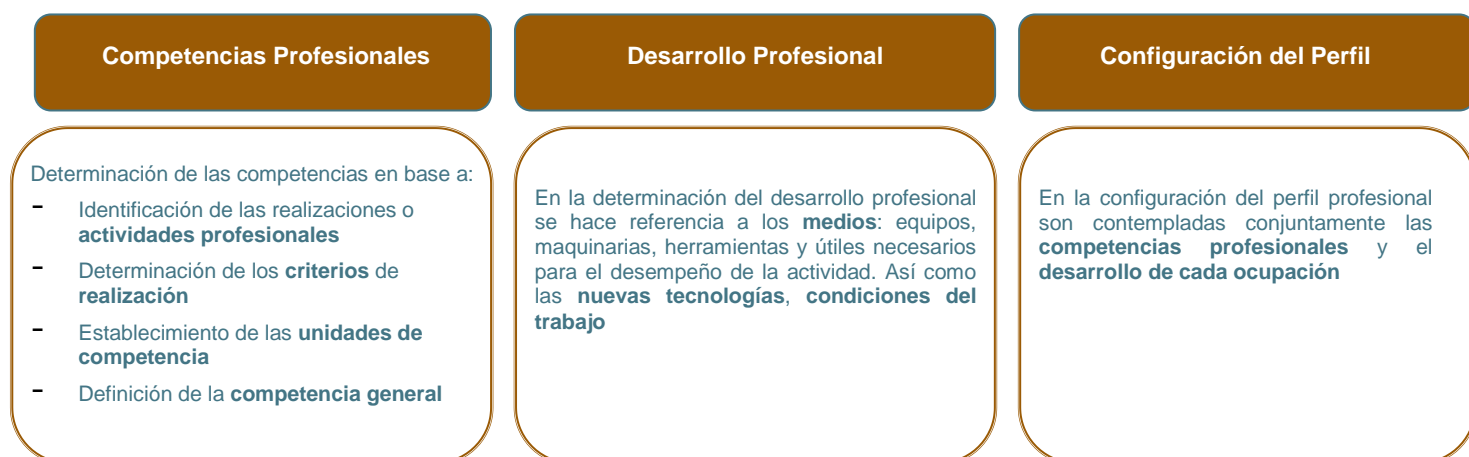 Competencias Profesionales
Desarrollo Profesional
Configuración del Perfil
Determinación de las competencias en base a:
- Identificación de las realizaciones o
actividades profesionales
- Determinación de los criterios de
realización
- Establecimiento de las unidades de
competencia
- Definición de la competencia general
En la determinación del desarrollo profesional
se hace referencia a los medios: equipos,
maquinarias, herramientas y útiles necesarios
para el desempeño de la actividad. Así como
las nuevas tecnologías, condiciones del
trabajo
En la configuración del perfil profesional
son contempladas conjuntamente las
competencias profesionales y el
desarrollo de cada ocupación